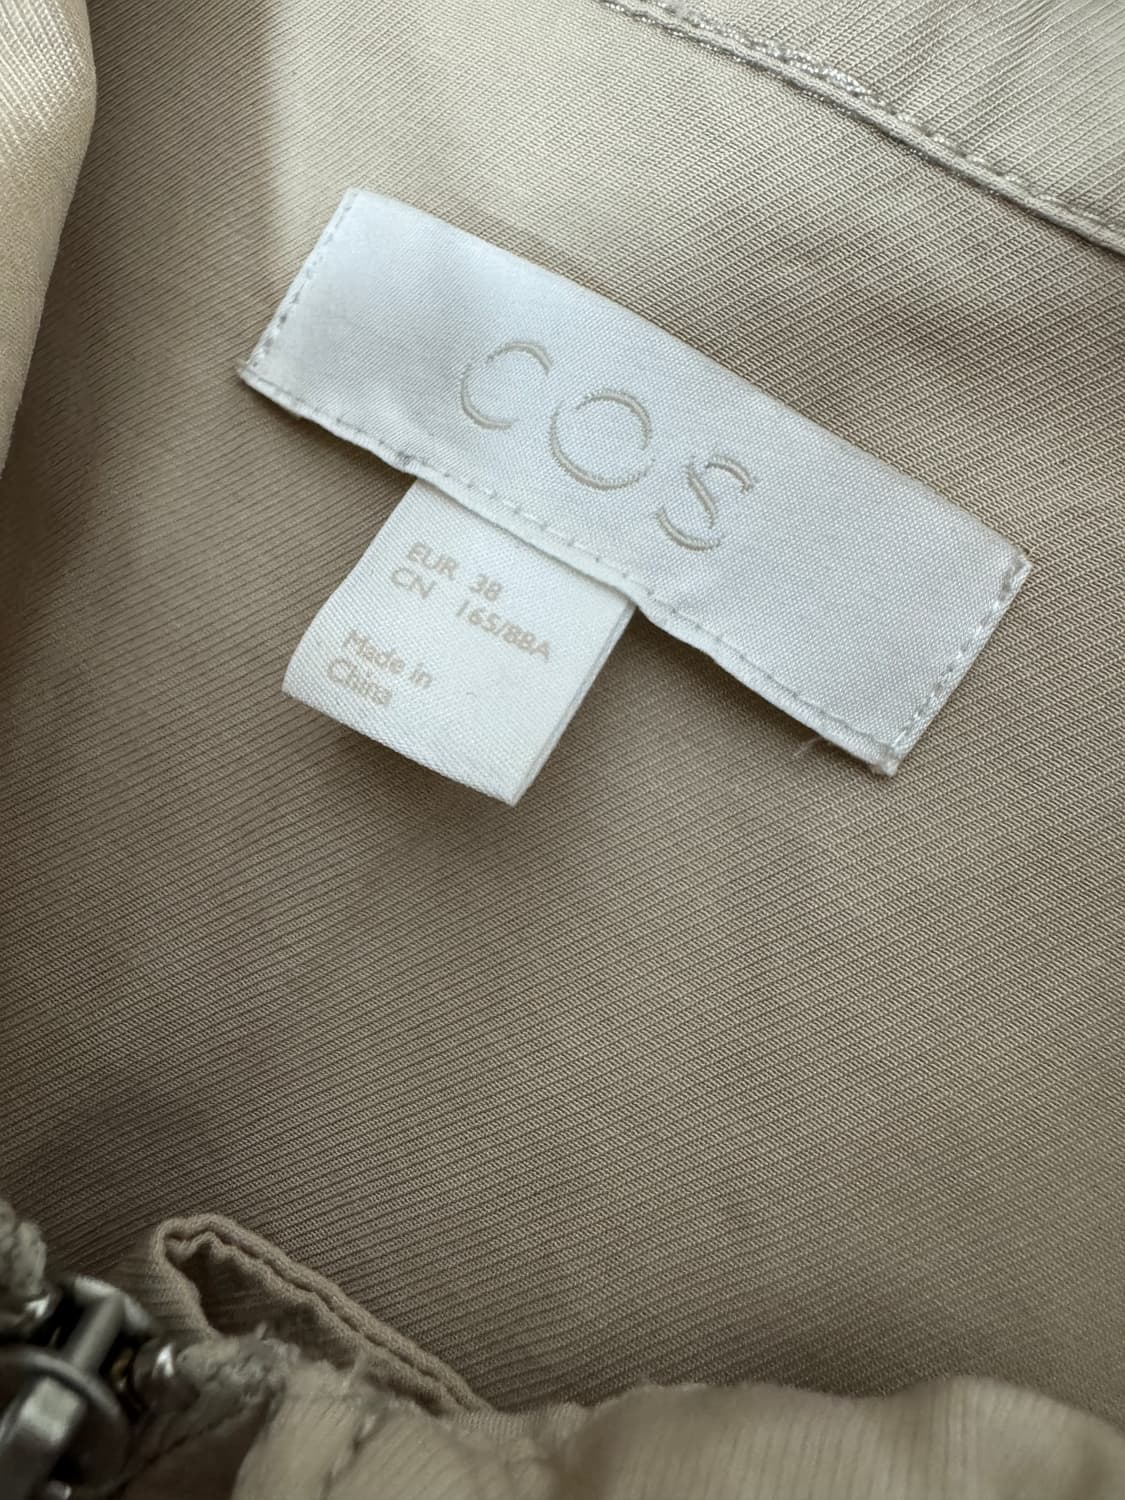 COS
EUR 38
CN 165/88A
Made in
China